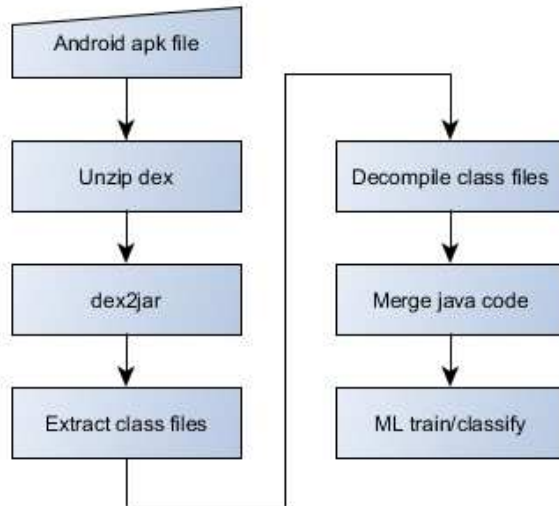 Android apk file
Unzip dex
dex2jar
Extract class files
Decompile class files
Merge java code
ML train/classify